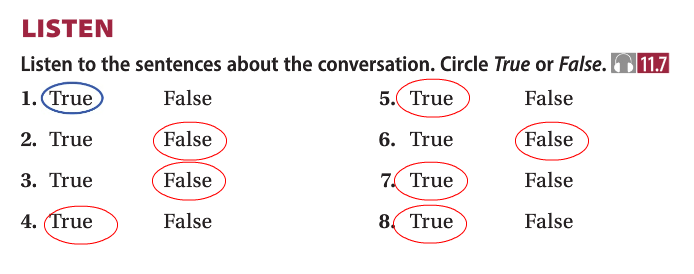 LISTEN
Listen to the sentences about the conversation. Circle True or False. 11.7
1. True False 5. True False
2. True False 6. True False
3. True False 7. True False
4. True False 8. True False